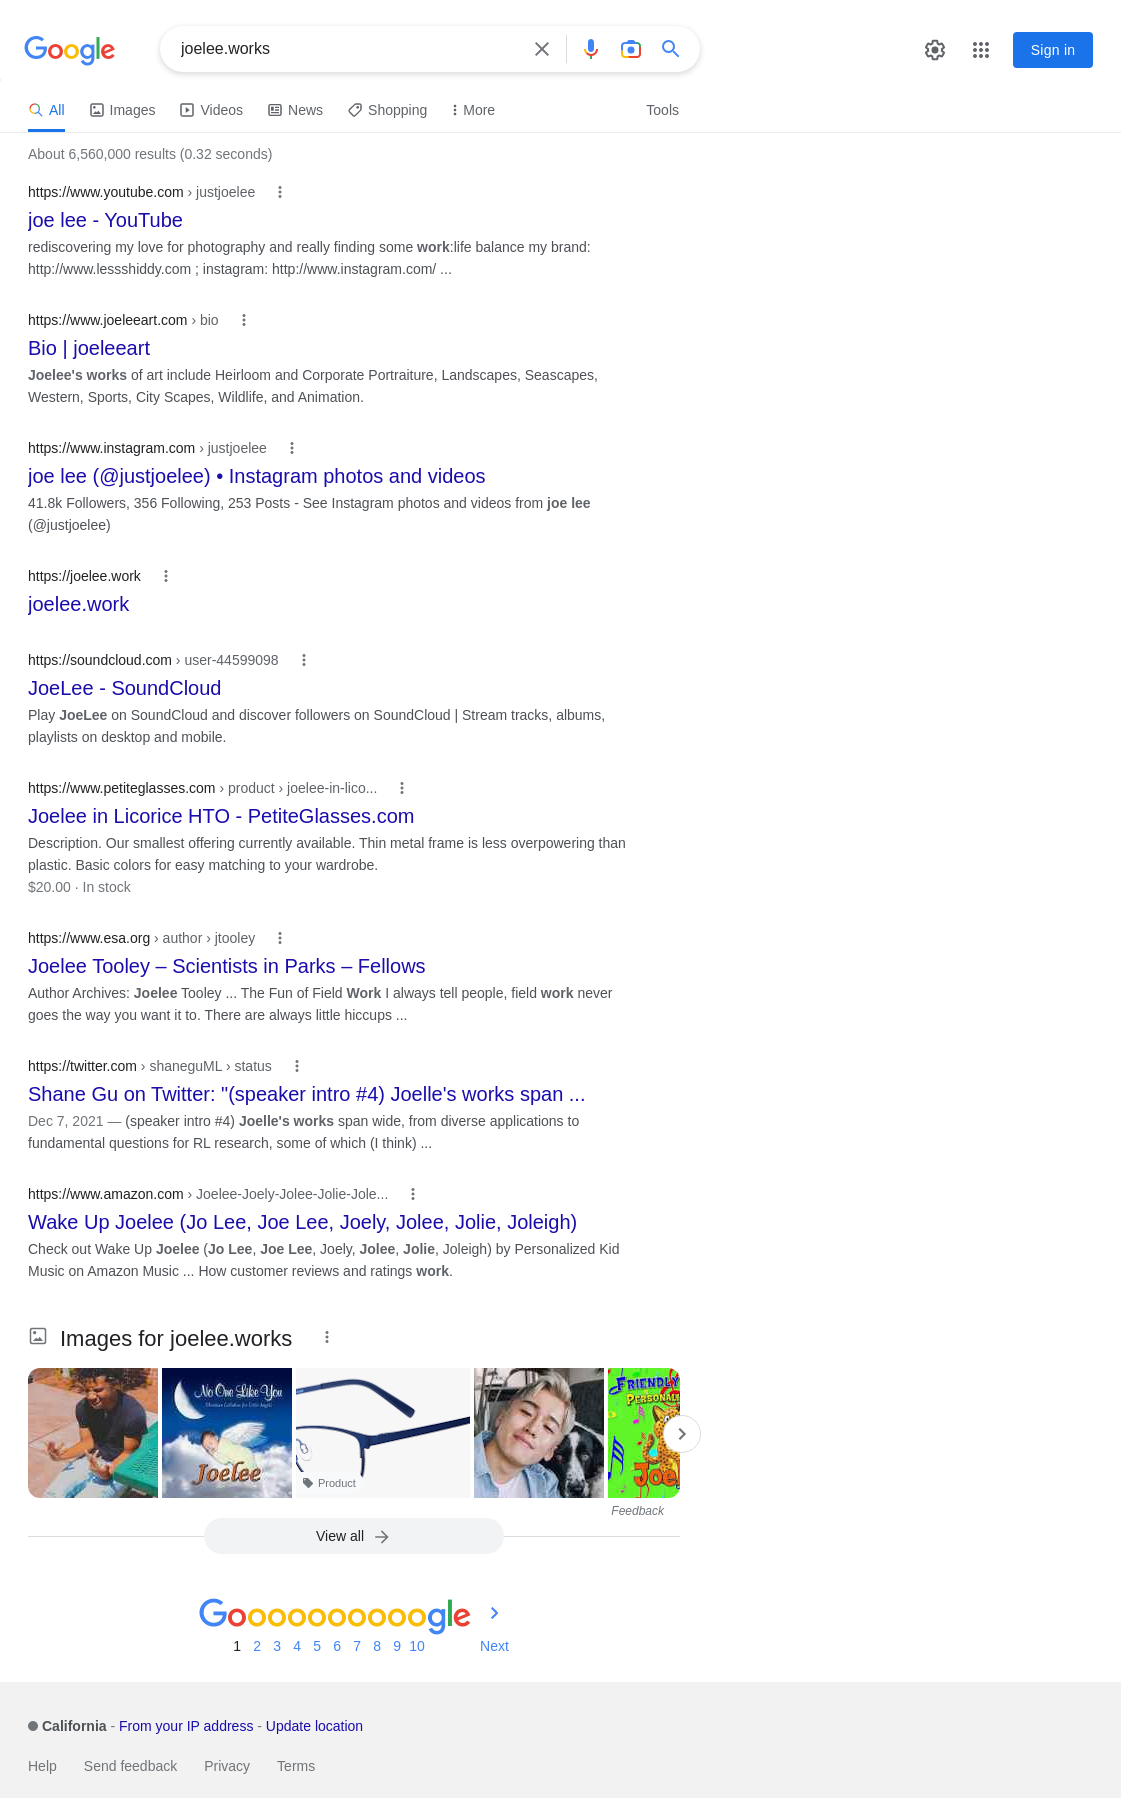 Google
joelee.works
Sign in
All
Images
Videos
News
Shopping
More
Tools
About 6,560,000 results (0.32 seconds)
https://www.youtube.com › justjoelee
joe lee - YouTube
rediscovering my love for photography and really finding some work:life balance my brand:
http://www.lessshiddy.com ; instagram: http://www.instagram.com/ ...
https://www.joeleeart.com › bio
Bio | joeleeart
Joelee's works of art include Heirloom and Corporate Portraiture, Landscapes, Seascapes,
Western, Sports, City Scapes, Wildlife, and Animation.
https://www.instagram.com › justjoelee
joe lee (@justjoelee) • Instagram photos and videos
41.8k Followers, 356 Following, 253 Posts - See Instagram photos and videos from joe lee
(@justjoelee)
https://joelee.work
joelee.work
https://soundcloud.com › user-44599098
JoeLee - SoundCloud
Play JoeLee on SoundCloud and discover followers on SoundCloud | Stream tracks, albums,
playlists on desktop and mobile.
https://www.petiteglasses.com › product › joelee-in-lico...
Joelee in Licorice HTO - PetiteGlasses.com
Description. Our smallest offering currently available. Thin metal frame is less overpowering than
plastic. Basic colors for easy matching to your wardrobe.
$20.00 · In stock
https://www.esa.org › author › jtooley
Joelee Tooley – Scientists in Parks – Fellows
Author Archives: Joelee Tooley ... The Fun of Field Work I always tell people, field work never
goes the way you want it to. There are always little hiccups ...
https://twitter.com › shaneguML › status
Shane Gu on Twitter: "(speaker intro #4) Joelle's works span ...
Dec 7, 2021 — (speaker intro #4) Joelle's works span wide, from diverse applications to
fundamental questions for RL research, some of which (I think) ...
https://www.amazon.com › Joelee-Joely-Jolee-Jolie-Jole...
Wake Up Joelee (Jo Lee, Joe Lee, Joely, Jolee, Jolie, Joleigh)
Check out Wake Up Joelee (Jo Lee, Joe Lee, Joely, Jolee, Jolie, Joleigh) by Personalized Kid
Music on Amazon Music ... How customer reviews and ratings work.
Images for joelee.works
No One Like You
Joelee
Product
FRIENDLY
PERSONAL
Joel
Feedback
View all
Goooooooooogle
1 2 3 4 5 6 7 8 9 10 Next
California - From your IP address - Update location
Help
Send feedback
Privacy
Terms